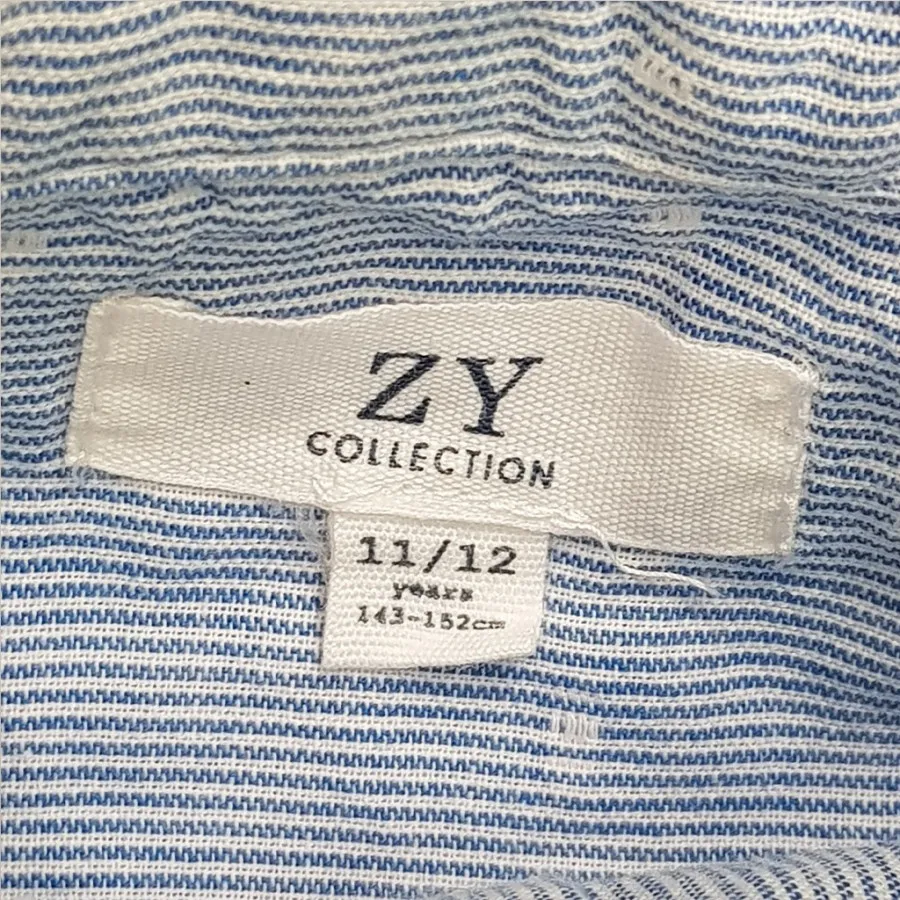 ZY
COLLECTION
11/12
years
143-152cm